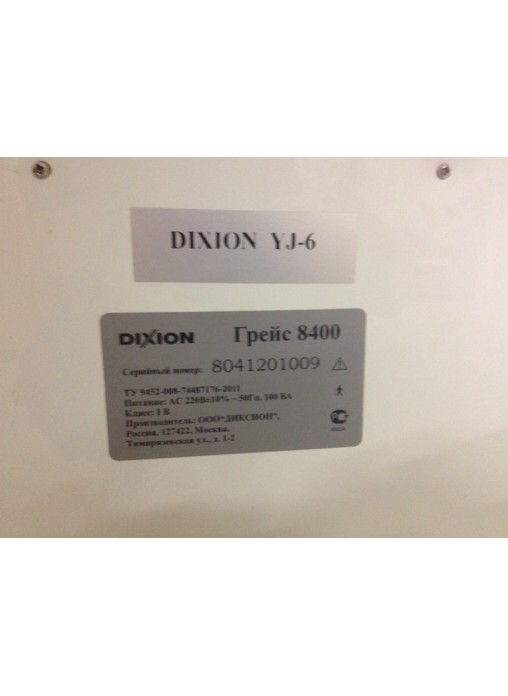 DIXION YJ-6
DIXION Грейс 8400
Серийный номер: 8041201009
ТУ 9452-008-74487176-2011
Питание: АС 220В±10% ~ 50Гц, 100 ВА
Класс: I В
Производитель: ООО"ДИКСИОН",
Россия, 127422, Москва,
Тимирязевская ул., д. 1-2